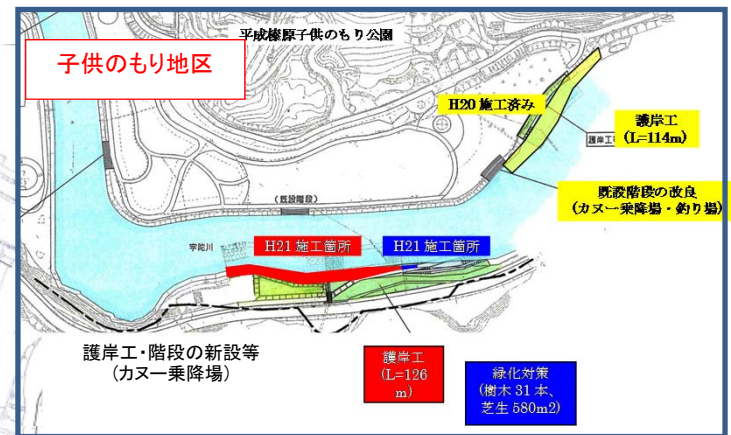 平成榛原子供のもり公園
子供のもり地区
H20 施工済み
護岸工
(L=114m)
護岸工
既設階段の改良
(カヌー乗降場・釣り場)
(既設階段)
宇陀川
H21 施工箇所
H21 施工箇所
護岸工・階段の新設等
(カヌー乗降場)
護岸工
(L=126
m)
緑化対策
(樹木 31 本、
芝生 580m2)